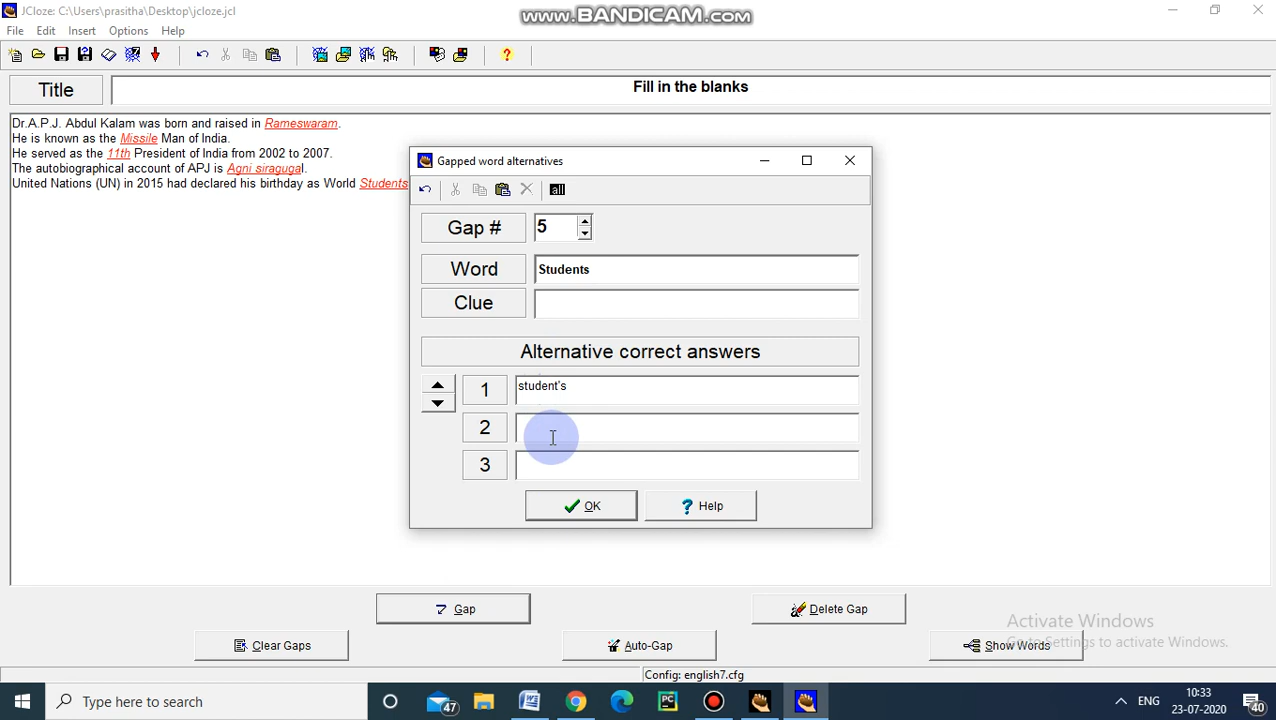 JCloze: C:\Users\prasitha\Desktop\jcloze.jcl
www.BANDICAM.com
File Edit Insert Options Help
Title
Fill in the blanks
Dr.A.P.J. Abdul Kalam was born and raised in Rameswaram.
He is known as the Missile Man of India.
He served as the 11th President of India from 2002 to 2007.
The autobiographical account of APJ is Agni siragugal.
United Nations (UN) in 2015 had declared his birthday as World Students
Gapped word alternatives
all
Gap # 5
Word Students
Clue
Alternative correct answers
1 student's
2
3
OK ? Help
Gap Delete Gap
Clear Gaps Auto-Gap Show Words
Activate Windows
Go to Settings to activate Windows.
Config: english7.cfg
Type here to search
47
ENG
10:33
23-07-2020
40